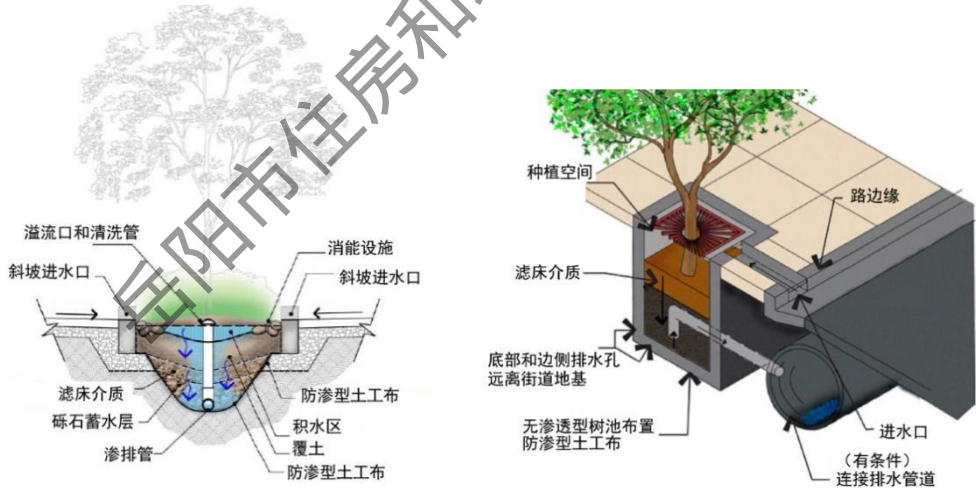 岳阳市住房和
溢流口和清洗管
消能设施
斜坡进水口
斜坡进水口
滤床介质
砾石蓄水层
渗排管
防渗型土工布
积水区
覆土
防渗型土工布
种植空间
路边缘
滤床介质
底部和边侧排水孔
远离街道地基
无渗透型树池布置
防渗型土工布
进水口
（有条件）
连接排水管道